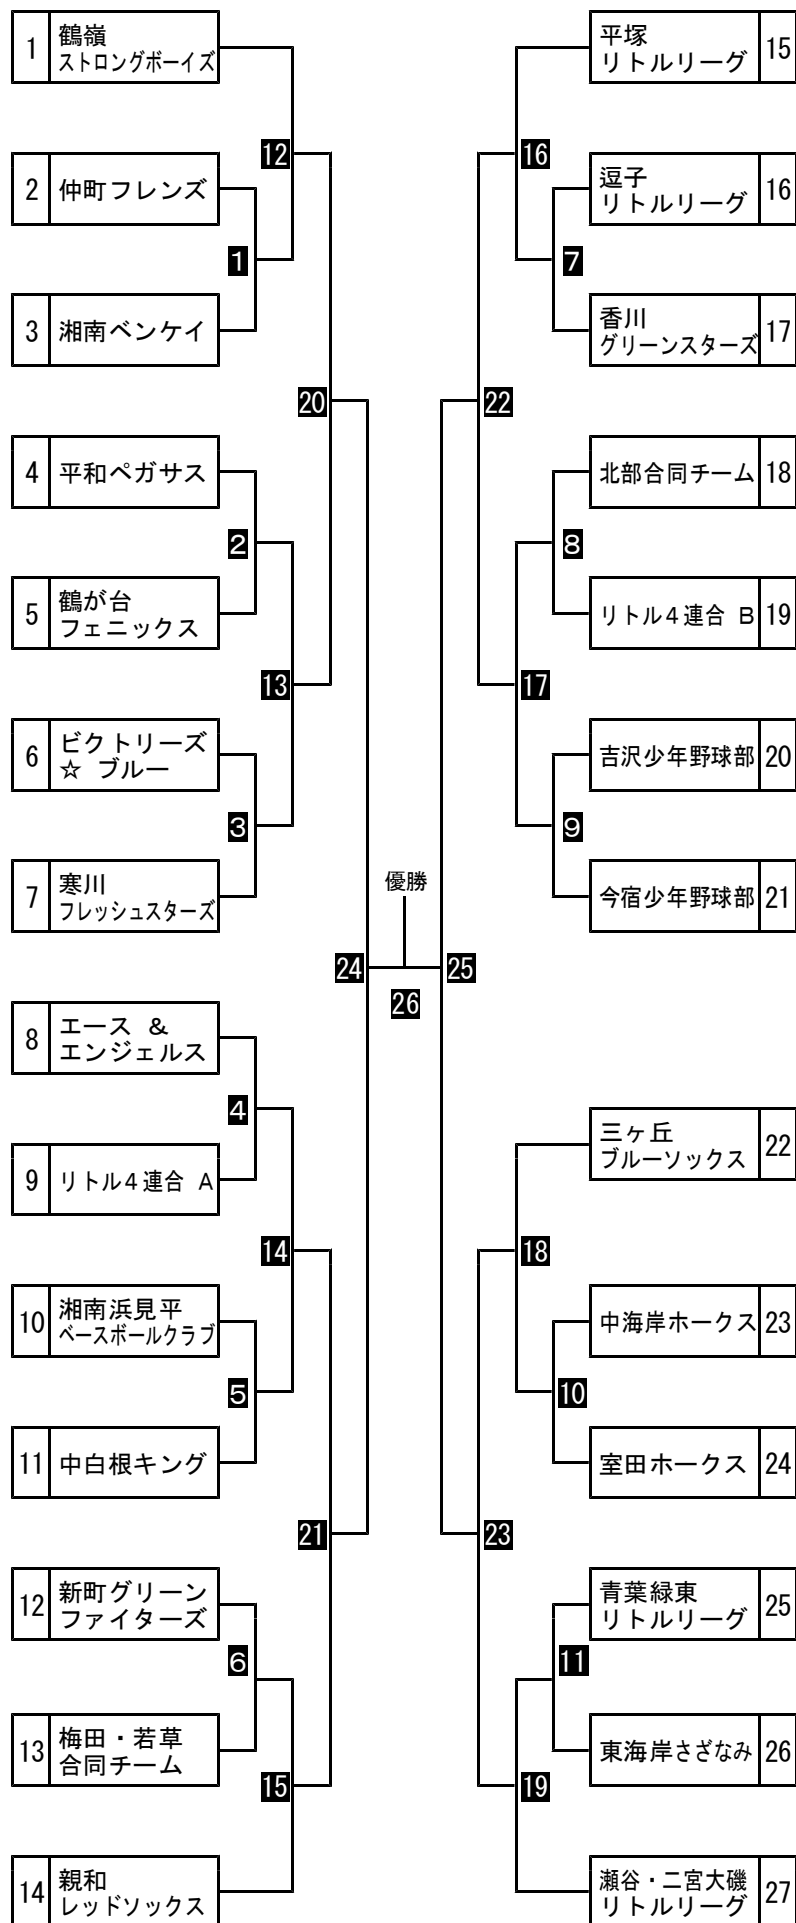 1
鶴嶺
ストロングボーイズ
2
仲町フレンズ
3
湘南ベンケイ
4
平和ペガサス
5
鶴が台
フェニックス
6
ビクトリーズ
☆ ブルー
7
寒川
フレッシュスターズ
8
エース ＆
エンジェルス
9
リトル４連合 A
10
湘南浜見平
ベースボールクラブ
11
中白根キング
12
新町グリーン
ファイターズ
13
梅田・若草
合同チーム
14
親和
レッドソックス
12
1
20
2
13
3
24
4
14
5
21
6
15
優勝
26
25
16
7
22
8
17
9
18
10
23
11
19
平塚
リトルリーグ
15
逗子
リトルリーグ
16
香川
グリーンスターズ
17
北部合同チーム
18
リトル４連合 B
19
吉沢少年野球部
20
今宿少年野球部
21
三ヶ丘
ブルーソックス
22
中海岸ホークス
23
室田ホークス
24
青葉緑東
リトルリーグ
25
東海岸さざなみ
26
瀬谷・二宮大磯
リトルリーグ
27